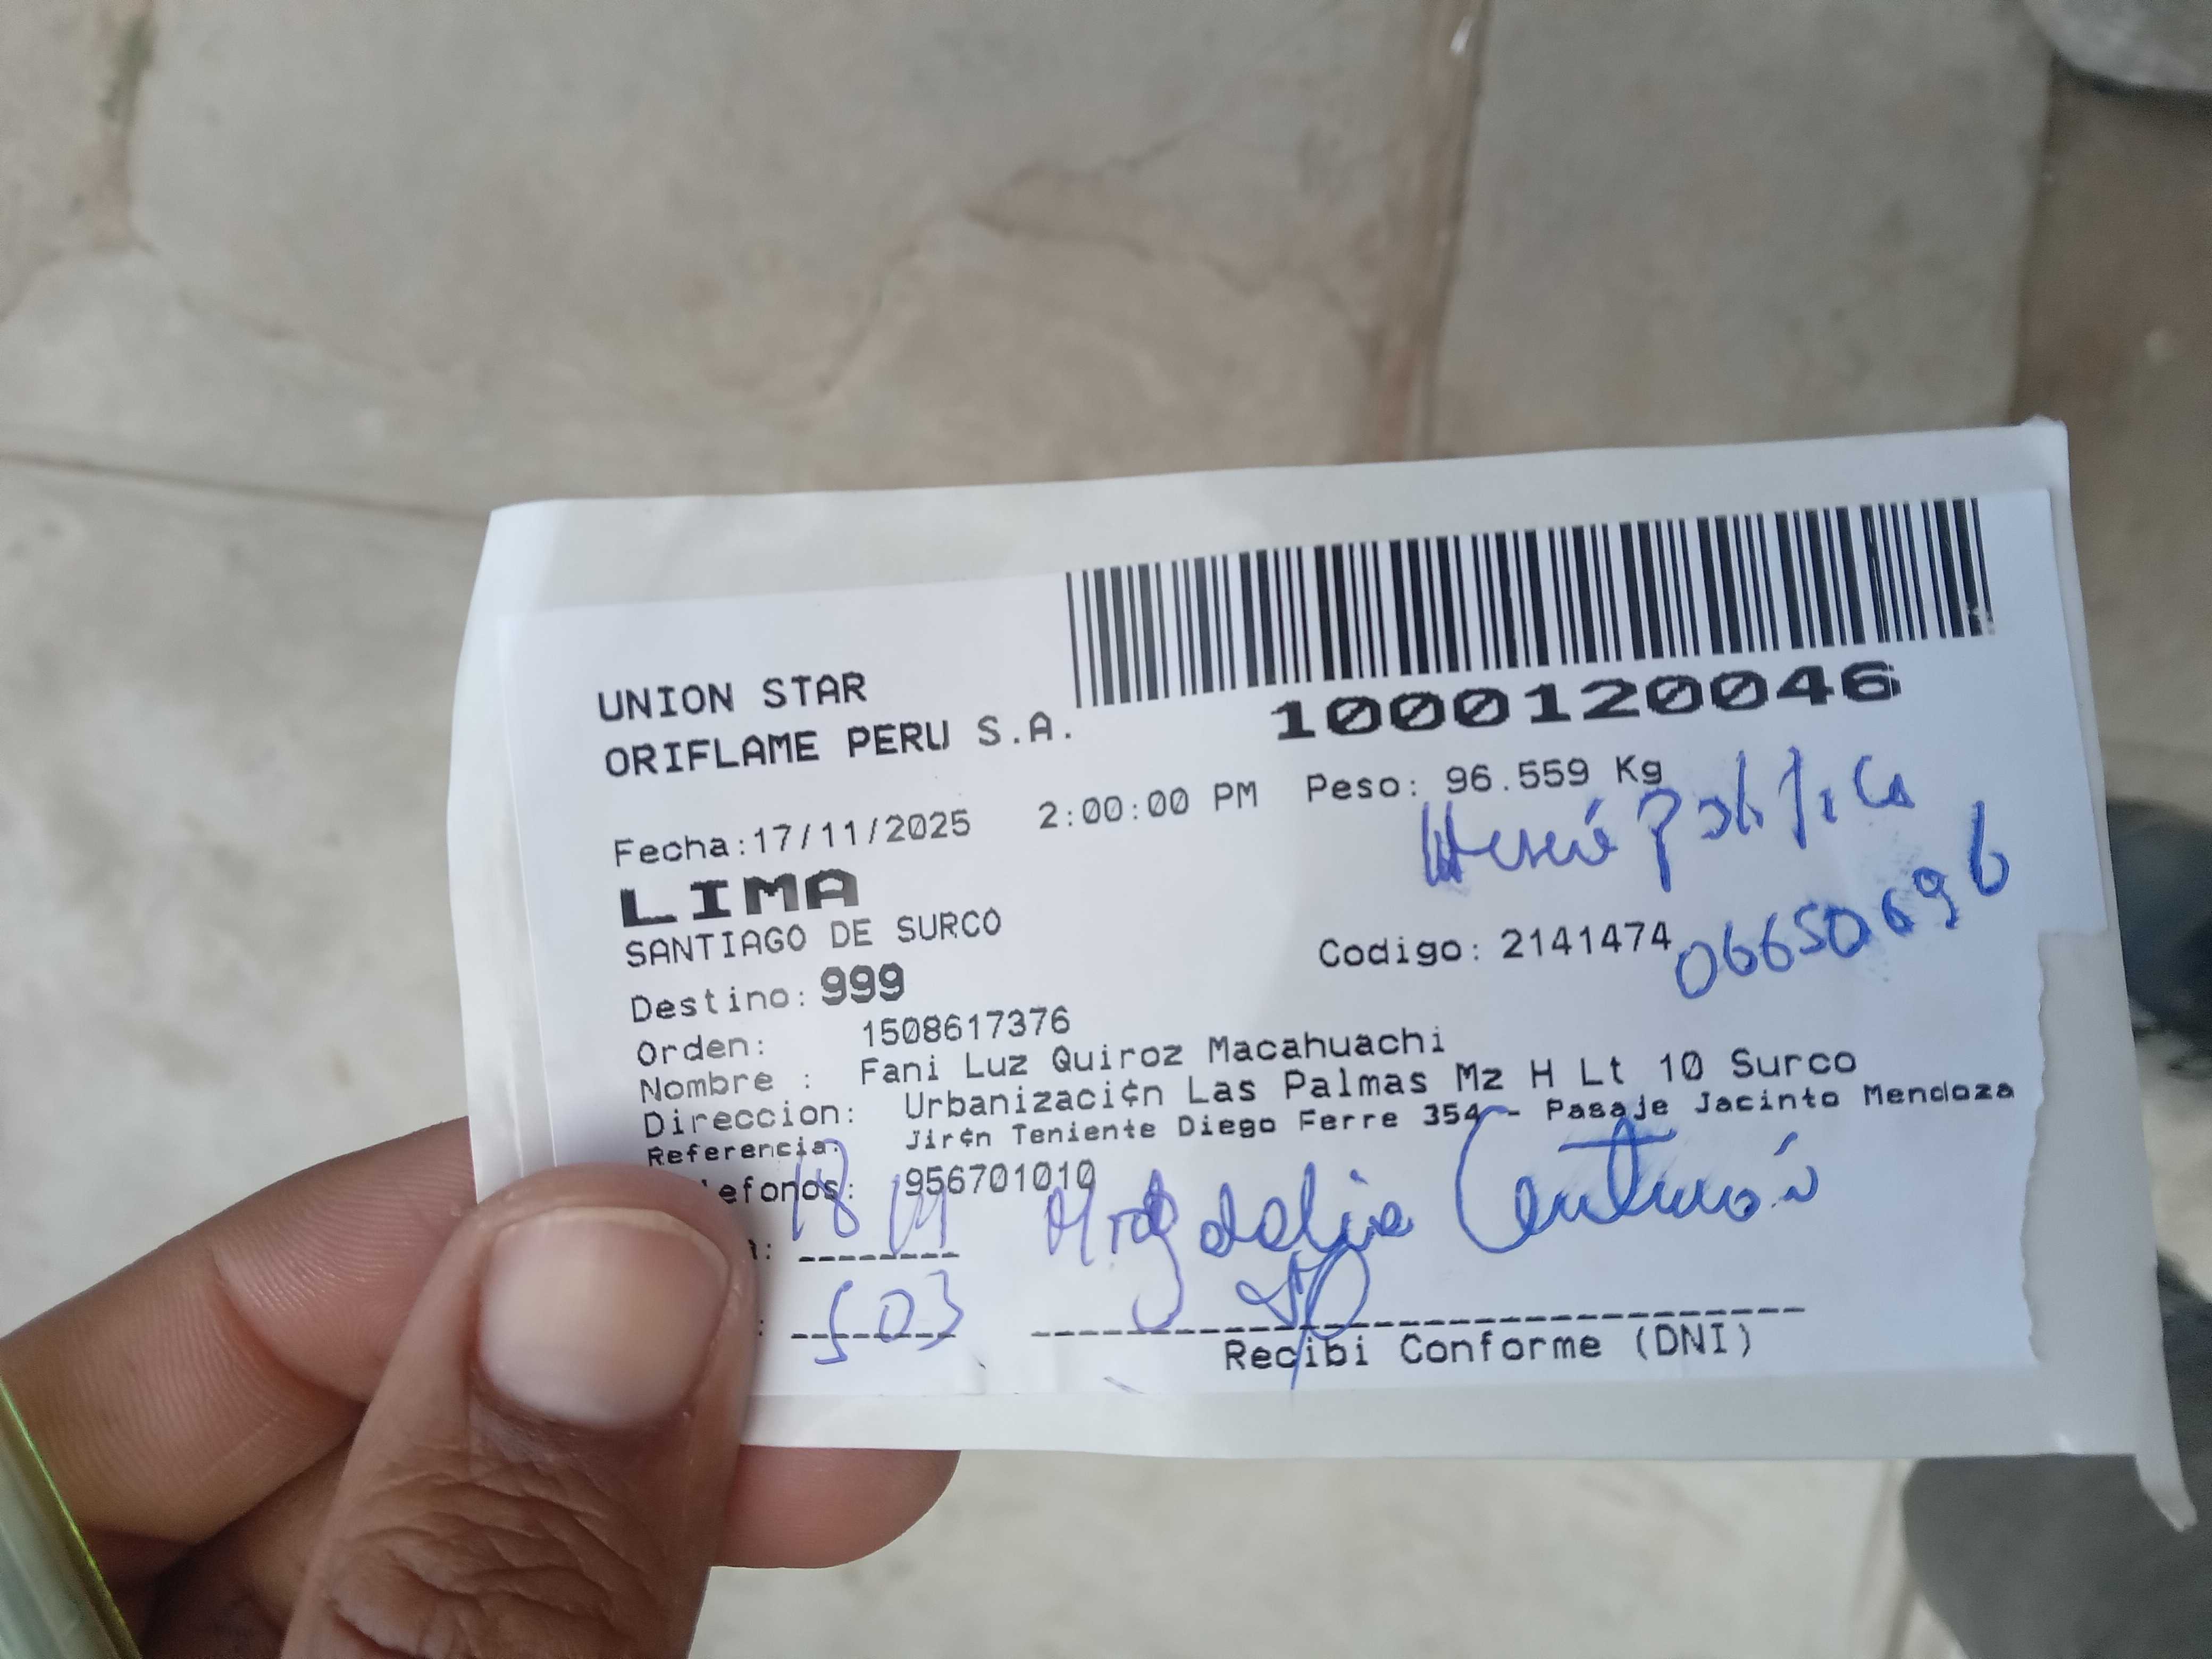 UNION STAR
ORIFLAME PERU S.A.
1000120046
Fecha:17/11/2025 2:00:00 PM Peso: 96.559 Kg
LIMA
SANTIAGO DE SURCO
Destino: 999 Codigo: 2141474
06650696
Orden: 1508617376
Nombre : Fani Luz Quiroz Macahuachi
Direccion: Urbanizaci¢n Las Palmas Mz H Lt 10 Surco
Referencia: Jir¢n Teniente Diego Ferre 354 - Pasaje Jacinto Mendoza
lefonos: 956701010
a: 18/11
: 503
Recibi Conforme (DNI)